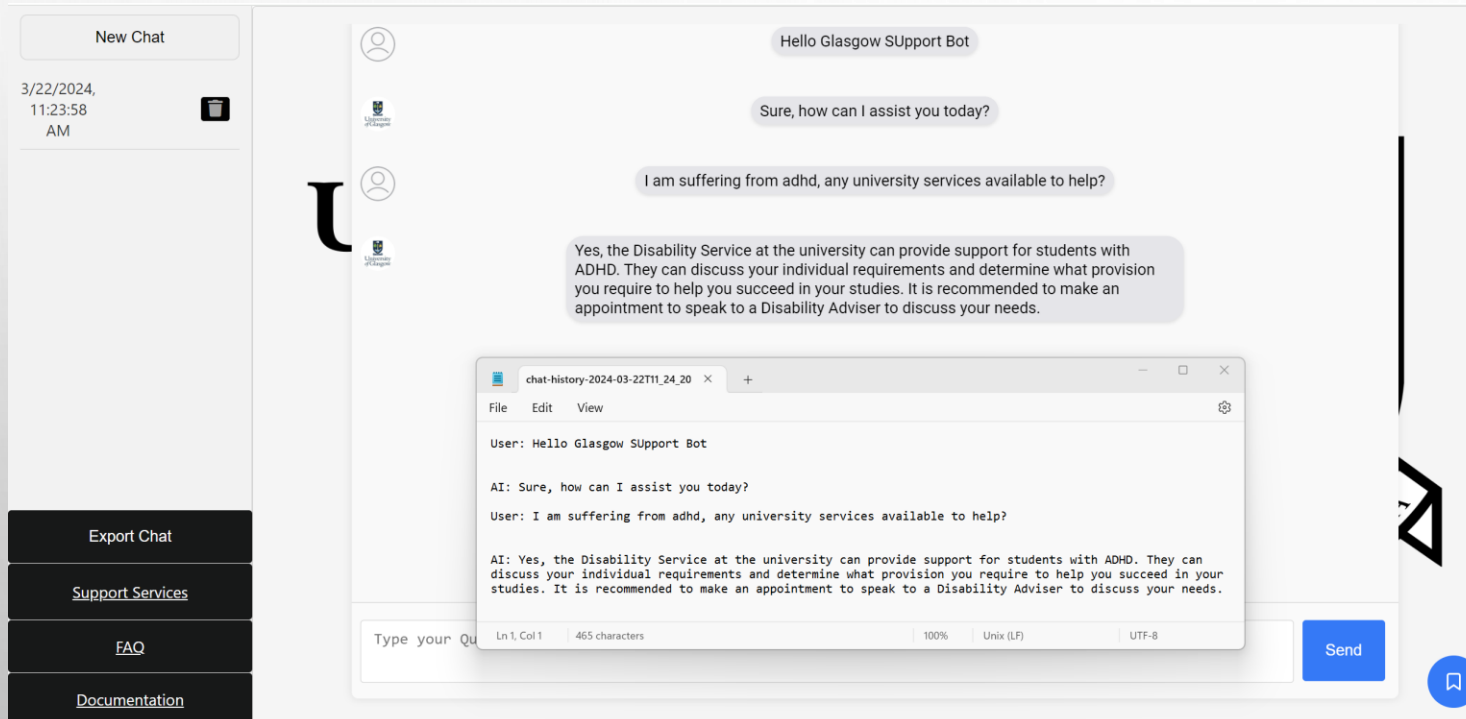 New Chat
3/22/2024,
11:23:58
AM
Export Chat
Support Services
FAQ
Documentation
U
Hello Glasgow SUpport Bot
University
of Glasgow
Sure, how can I assist you today?
I am suffering from adhd, any university services available to help?
University
of Glasgow
Yes, the Disability Service at the university can provide support for students with
ADHD. They can discuss your individual requirements and determine what provision
you require to help you succeed in your studies. It is recommended to make an
appointment to speak to a Disability Adviser to discuss your needs.
chat-history-2024-03-22T11_24_20
File Edit View
User: Hello Glasgow SUpport Bot
AI: Sure, how can I assist you today?
User: I am suffering from adhd, any university services available to help?
AI: Yes, the Disability Service at the university can provide support for students with ADHD. They can
discuss your individual requirements and determine what provision you require to help you succeed in your
studies. It is recommended to make an appointment to speak to a Disability Adviser to discuss your needs.
Ln 1, Col 1 465 characters 100% Unix (LF) UTF-8
Type your Qu
Send